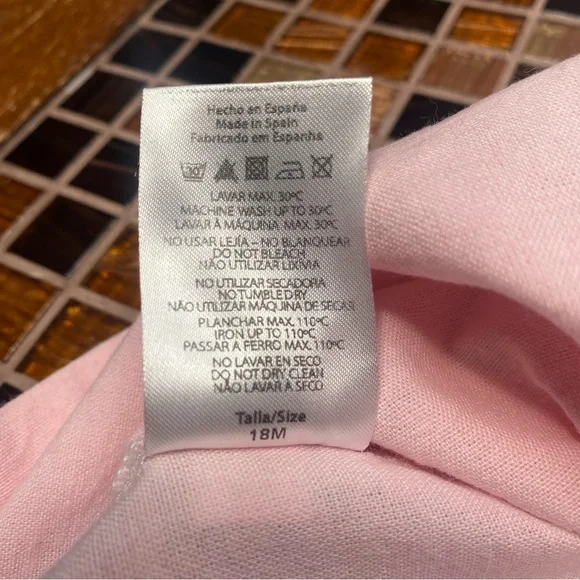 Hecho an España
Made in Spain
Fabricado em Espanha
30°
LAVAR MAX. 30ºC
MACHINE WASH UP TO 30ºC
LAVAR À MÁQUINA MAX. 30ºC
NO USAR LEJÍA – NO BLANQUEAR
DO NOT BLEACH
NÃO UTILIZAR LIXÍVIA
NO UTILIZAR SECADORA
NO TUMBLE DRY
NÃO UTILIZAR MÁQUINA DE SECAR
PLANCHAR MAX. 110ºC
IRON UP TO 110ºC
PASSAR A FERRO MAX. 110ºC
NO LAVAR EN SECO
DO NOT DRY CLEAN
NÃO LAVAR A SECO
Talla/Size
18M